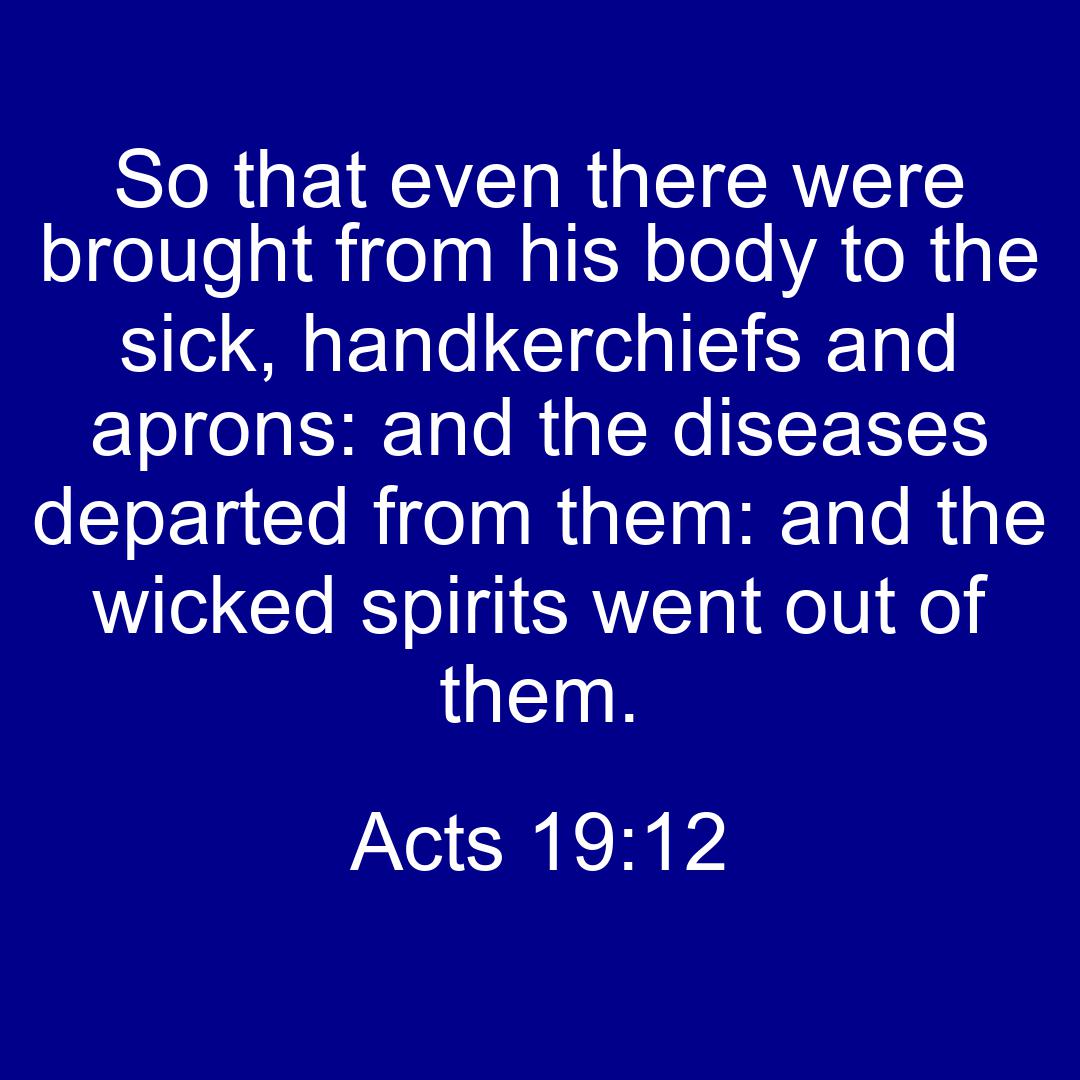 So that even there were
brought from his body to the
sick, handkerchiefs and
aprons: and the diseases
departed from them: and the
wicked spirits went out of
them.
Acts 19:12